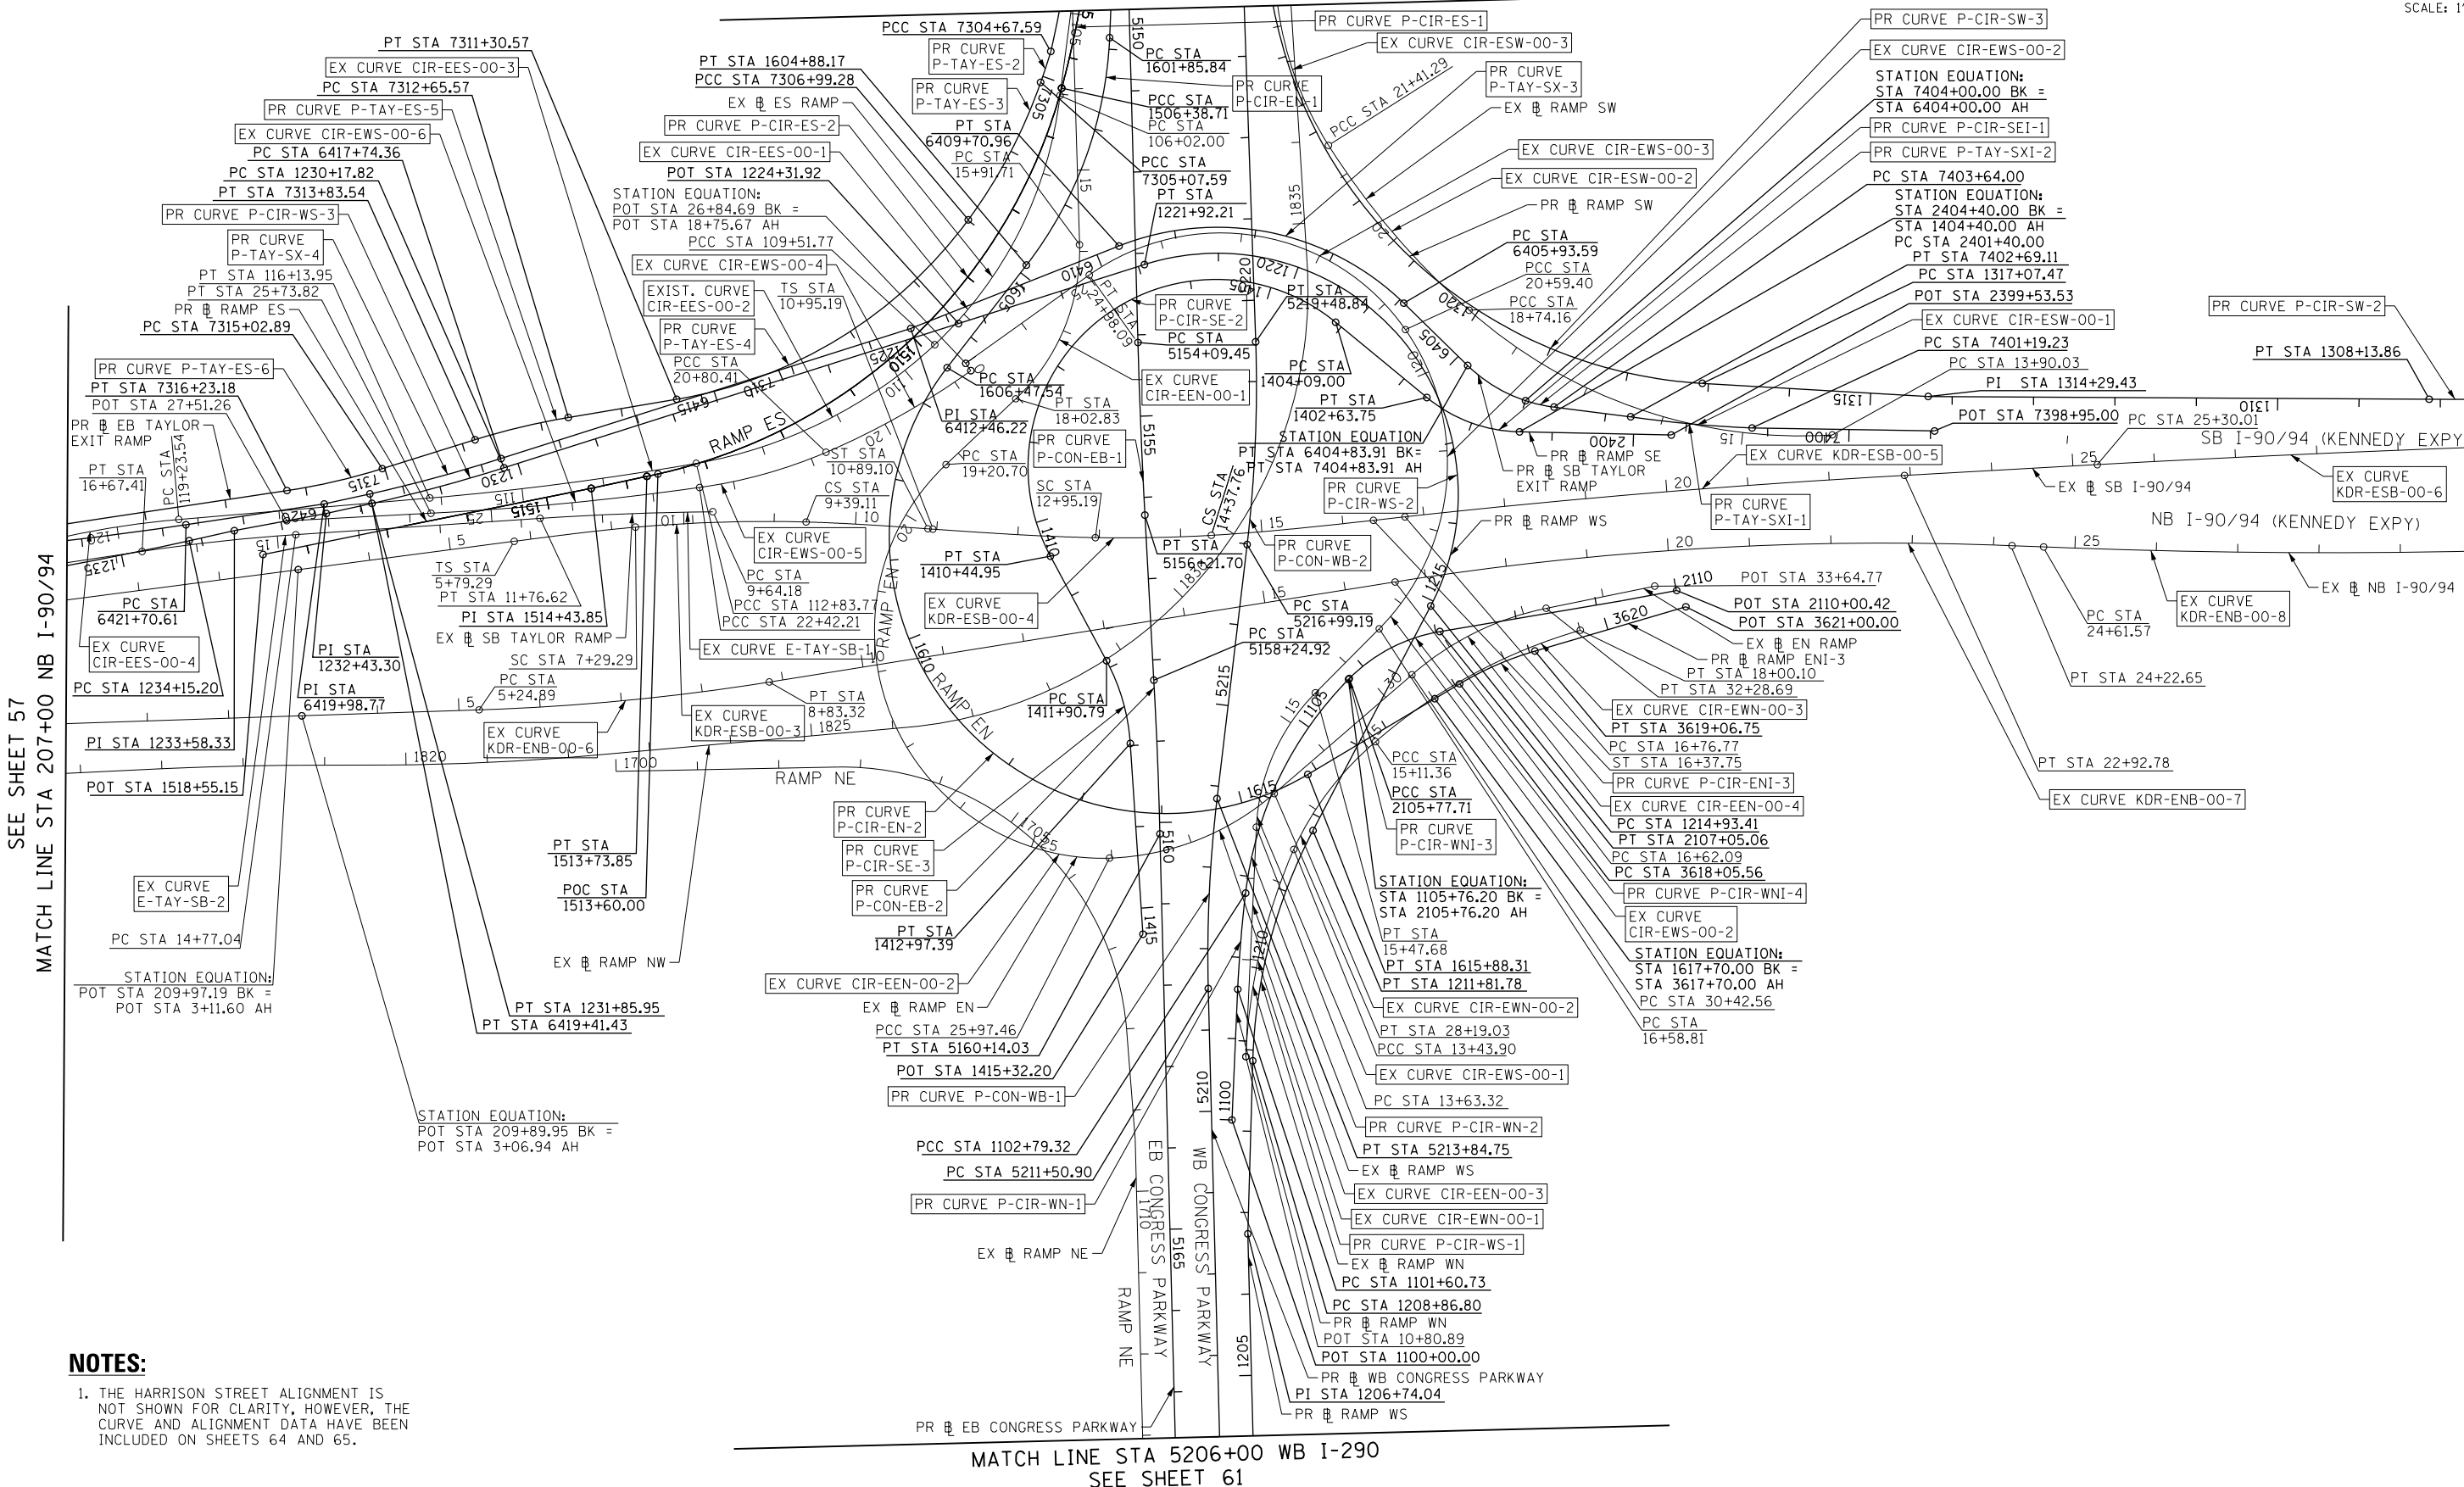 SCALE: 1"
PCC STA 7304+67.59
PR CURVE
P-TAY-ES-2
PR CURVE P-CIR-ES-1
EX CURVE CIR-ESW-00-3
PR CURVE P-CIR-SW-3
EX CURVE CIR-EWS-00-2
PT STA 7311+30.57
EX CURVE CIR-EES-00-3
PC STA 7312+65.57
PR CURVE P-TAY-ES-5
EX CURVE CIR-EWS-00-6
PC STA 6417+74.36
PC STA 1230+17.82
PT STA 7313+83.54
PR CURVE P-CIR-WS-3
PR CURVE
P-TAY-SX-4
PT STA 116+13.95
PT STA 25+73.82
PR BL RAMP ES
PC STA 7315+02.89
PR CURVE P-TAY-ES-6
PT STA 7316+23.18
POT STA 27+51.26
PR BL EB TAYLOR
EXIT RAMP
PT STA
16+67.41
PC STA
119+23.54
PT STA 1604+88.17
PCC STA 7306+99.28
EX BL ES RAMP
PR CURVE P-CIR-ES-2
EX CURVE CIR-EES-00-1
POT STA 1224+31.92
STATION EQUATION:
POT STA 26+84.69 BK =
POT STA 18+75.67 AH
PCC STA 109+51.77
EX CURVE CIR-EWS-00-4
EXIST. CURVE
CIR-EES-00-2
TS STA
10+95.19
PR CURVE
P-TAY-ES-4
PCC STA
20+80.41
PR CURVE
P-TAY-ES-3
PT STA
6409+70.96
PC STA
15+91.71
PC STA
1601+85.84
PR CURVE
P-CIR-EN-1
PCC STA
1506+38.71
PC STA
106+02.00
PCC STA
7305+07.59
PT STA
1221+92.21
PCC STA 21+41.29
PR CURVE
P-TAY-SX-3
EX BL RAMP SW
EX CURVE CIR-EWS-00-3
EX CURVE CIR-ESW-00-2
PR BL RAMP SW
PC STA
6405+93.59
PCC STA
20+59.40
PCC STA
18+74.16
STATION EQUATION:
STA 7404+00.00 BK =
STA 6404+00.00 AH
PR CURVE P-CIR-SEI-1
PR CURVE P-TAY-SXI-2
PC STA 7403+64.00
STATION EQUATION:
STA 2404+40.00 BK =
STA 1404+40.00 AH
PC STA 2401+40.00
PT STA 7402+69.11
PC STA 1317+07.47
POT STA 2399+53.53
EX CURVE CIR-ESW-00-1
PC STA 7401+19.23
PC STA 13+90.03
PI STA 1314+29.43
POT STA 7398+95.00
PR CURVE P-CIR-SW-2
PT STA 1308+13.86
PC STA 25+30.01
SB I-90/94 (KENNEDY EXPY
EX CURVE KDR-ESB-00-5
EX BL SB I-90/94
EX CURVE
KDR-ESB-00-6
NB I-90/94 (KENNEDY EXPY)
PR CURVE
P-TAY-SXI-1
PR CURVE
P-CIR-SE-2
PT STA
5219+48.84
PC STA
5154+09.45
PC STA
1404+09.00
EX CURVE
CIR-EEN-00-1
PT STA
24+98.09
PC STA
1606+47.54
PI STA
6412+46.22
PT STA
18+02.83
PR CURVE
P-CON-EB-1
PT STA
1402+63.75
STATION EQUATION
PT STA 6404+83.91 BK=
PT STA 7404+83.91 AH
PR CURVE
P-CIR-WS-2
PR BL RAMP SE
PR BL SB TAYLOR
EXIT RAMP
PR BL RAMP WS
RAMP ES
ST STA
10+89.10
CS STA
9+39.11
PC STA
19+20.70
SC STA
12+95.19
CS STA
14+37.76
PR CURVE
P-CON-WB-2
EX CURVE
CIR-EWS-00-5
PC STA
9+64.18
PCC STA 112+83.77
PCC STA 22+42.21
EX CURVE E-TAY-SB-1
TS STA
5+79.29
PT STA 11+76.62
PI STA 1514+43.85
EX BL SB TAYLOR RAMP
SC STA 7+29.29
PC STA
5+24.89
PC STA
6421+70.61
EX CURVE
CIR-EES-00-4
PC STA 1234+15.20
PI STA
1232+43.30
PI STA
6419+98.77
PI STA 1233+58.33
POT STA 1518+55.15
EX CURVE
KDR-ENB-00-6
EX CURVE
KDR-ESB-00-3
PT STA
8+83.32
PT STA
1410+44.95
EX CURVE
KDR-ESB-00-4
PT STA
5156+21.70
PC STA
5216+99.19
PC STA
5158+24.92
PC STA
1411+90.79
RAMP EN
RAMP EN
RAMP NE
POT STA 33+64.77
POT STA 2110+00.42
POT STA 3621+00.00
EX BL EN RAMP
PR BL RAMP ENI-3
PT STA 18+00.10
PT STA 32+28.69
EX CURVE CIR-EWN-00-3
PT STA 3619+06.75
PC STA 16+76.77
ST STA 16+37.75
PR CURVE P-CIR-ENI-3
EX CURVE CIR-EEN-00-4
PC STA 1214+93.41
PT STA 2107+05.06
PC STA 16+62.09
PC STA 3618+05.56
PR CURVE P-CIR-WNI-4
EX CURVE
CIR-EWS-00-2
STATION EQUATION:
STA 1617+70.00 BK =
STA 3617+70.00 AH
PC STA 30+42.56
PC STA
16+58.81
PC STA
24+61.57
EX CURVE
KDR-ENB-00-8
EX BL NB I-90/94
PT STA 24+22.65
PT STA 22+92.78
EX CURVE KDR-ENB-00-7
PCC STA
15+11.36
PCC STA
2105+77.71
PR CURVE
P-CIR-WNI-3
STATION EQUATION:
STA 1105+76.20 BK =
STA 2105+76.20 AH
PT STA
15+47.68
PT STA 1615+88.31
PT STA 1211+81.78
EX CURVE CIR-EWN-00-2
PT STA 28+19.03
PCC STA 13+43.90
EX CURVE CIR-EWS-00-1
PC STA 13+63.32
PR CURVE P-CIR-WN-2
PT STA 5213+84.75
EX BL RAMP WS
EX CURVE CIR-EEN-00-3
EX CURVE CIR-EWN-00-1
PR CURVE P-CIR-WS-1
EX BL RAMP WN
PC STA 1101+60.73
PC STA 1208+86.80
PR BL RAMP WN
POT STA 10+80.89
POT STA 1100+00.00
PR BL WB CONGRESS PARKWAY
PI STA 1206+74.04
PR BL RAMP WS
PR CURVE
P-CIR-EN-2
PR CURVE
P-CIR-SE-3
PR CURVE
P-CON-EB-2
PT STA
1412+97.39
EX CURVE CIR-EEN-00-2
EX BL RAMP EN
PCC STA 25+97.46
PT STA 5160+14.03
POT STA 1415+32.20
PR CURVE P-CON-WB-1
PCC STA 1102+79.32
PC STA 5211+50.90
PR CURVE P-CIR-WN-1
EX BL RAMP NE
PR BL EB CONGRESS PARKWAY
EB CONGRESS PARKWAY
WB CONGRESS PARKWAY
RAMP NE
PT STA
1513+73.85
POC STA
1513+60.00
EX BL RAMP NW
EX CURVE
E-TAY-SB-2
PC STA 14+77.04
STATION EQUATION:
POT STA 209+97.19 BK =
POT STA 3+11.60 AH
PT STA 1231+85.95
PT STA 6419+41.43
STATION EQUATION:
POT STA 209+89.95 BK =
POT STA 3+06.94 AH
SEE SHEET 57
MATCH LINE STA 207+00 NB I-90/94
NOTES:
1. THE HARRISON STREET ALIGNMENT IS
NOT SHOWN FOR CLARITY, HOWEVER, THE
CURVE AND ALIGNMENT DATA HAVE BEEN
INCLUDED ON SHEETS 64 AND 65.
MATCH LINE STA 5206+00 WB I-290
SEE SHEET 61